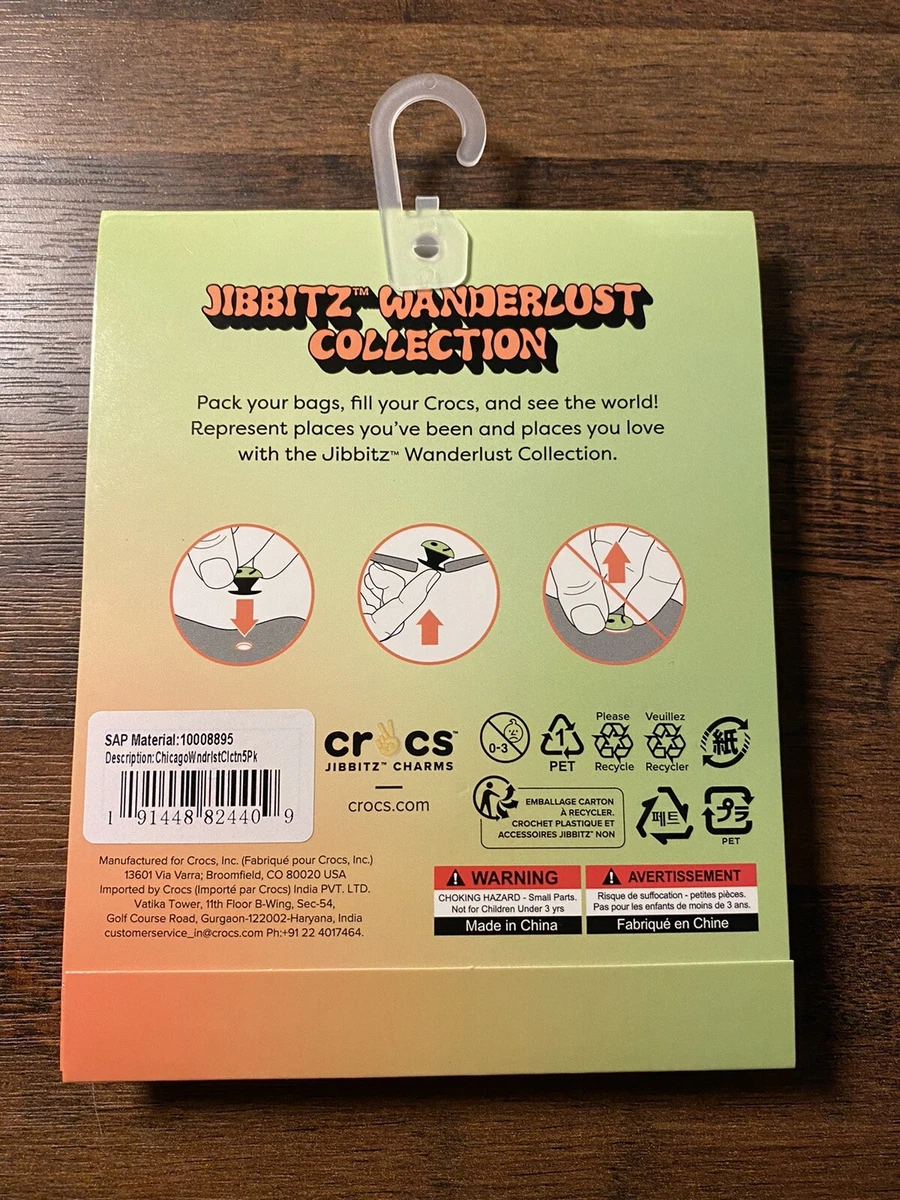 JIBBITZ™ WANDERLUST
COLLECTION
Pack your bags, fill your Crocs, and see the world!
Represent places you've been and places you love
with the Jibbitz™ Wanderlust Collection.
SAP Material:10008895
Description:ChicagoWndrlstClctn5Pk
1 91448 82440 9
crocs™
JIBBITZ™ CHARMS
crocs.com
0-3
1
PET
Please
Recycle
Veuillez
Recycler
紙
EMBALLAGE CARTON
À RECYCLER.
CROCHET PLASTIQUE ET
ACCESSOIRES JIBBITZ™ NON
페트
プラ
PET
Manufactured for Crocs, Inc. (Fabriqué pour Crocs, Inc.)
13601 Via Varra; Broomfield, CO 80020 USA
Imported by Crocs (Importé par Crocs) India PVT. LTD.
Vatika Tower, 11th Floor B-Wing, Sec-54,
Golf Course Road, Gurgaon-122002-Haryana, India
customerservice_in@crocs.com Ph:+91 22 4017464.
WARNING
CHOKING HAZARD - Small Parts.
Not for Children Under 3 yrs
Made in China
AVERTISSEMENT
Risque de suffocation - petites pièces.
Pas pour les enfants de moins de 3 ans.
Fabriqué en Chine